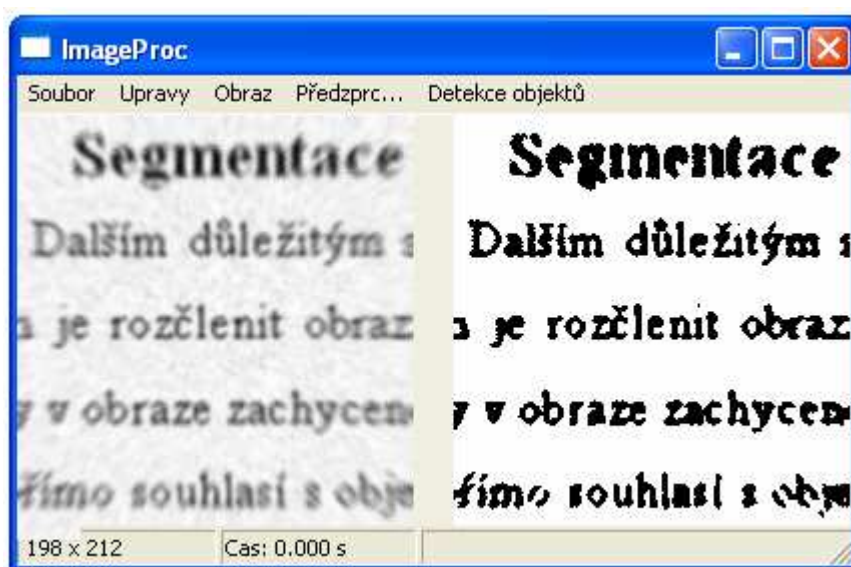 ImageProc
Soubor Upravy Obraz Předzprc... Detekce objektů
Segmentace
Dalším důležitým
je rozčlenit obraz
v obraze zachycen
souhlasí s obje
Segmentace
Dalším důležitým
je rozčlenit obraz
v obraze zachycen
souhlasí s obje
198 x 212 Cas: 0.000 s